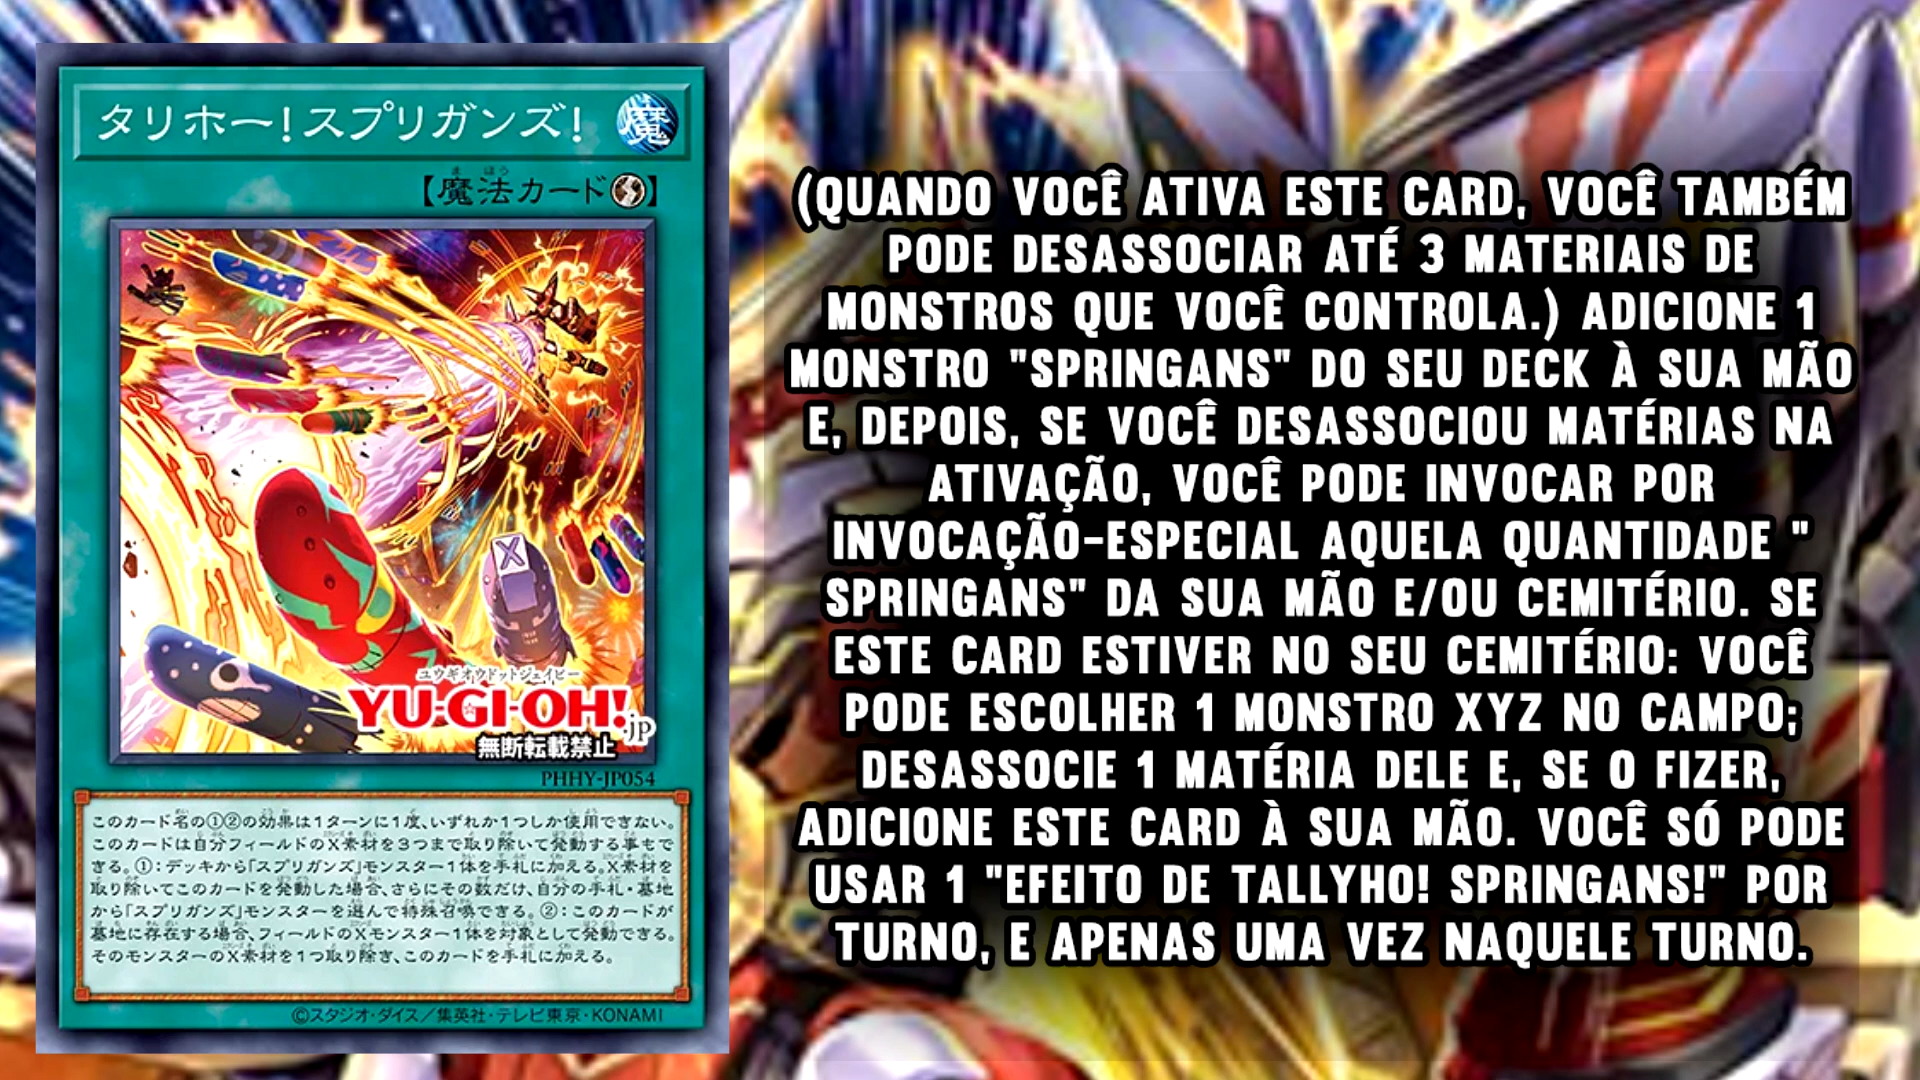 タリホー!スプリガンズ!
魔
【魔法カード】
X
ユウギオウドットジェイピー
YU-GI-OH!.jp
無断転載禁止
PHHY-JP054
このカード名の①②の効果は1ターンに1度、いずれか1つしか使用できない。
このカードは自分フィールドのX素材を3つまで取り除いて発動する事もで
きる。①:デッキから「スプリガンズ」モンスター1体を手札に加える。X素材を
取り除いてこのカードを発動した場合、さらにその数だけ、自分の手札・墓地
から「スプリガンズ」モンスターを選んで特殊召喚できる。②:このカードが
墓地に存在する場合、フィールドのXモンスター1体を対象として発動できる。
そのモンスターのX素材を1つ取り除き、このカードを手札に加える。
©スタジオ・ダイス/集英社・テレビ東京・KONAMI
(QUANDO VOCÊ ATIVA ESTE CARD, VOCÊ TAMBÉM
PODE DESASSOCIAR ATÉ 3 MATERIAIS DE
MONSTROS QUE VOCÊ CONTROLA.) ADICIONE 1
MONSTRO "SPRINGANS" DO SEU DECK À SUA MÃO
E, DEPOIS, SE VOCÊ DESASSOCIOU MATÉRIAS NA
ATIVAÇÃO, VOCÊ PODE INVOCAR POR
INVOCAÇÃO-ESPECIAL AQUELA QUANTIDADE "
SPRINGANS" DA SUA MÃO E/OU CEMITÉRIO. SE
ESTE CARD ESTIVER NO SEU CEMITÉRIO: VOCÊ
PODE ESCOLHER 1 MONSTRO XYZ NO CAMPO;
DESASSOCIE 1 MATÉRIA DELE E, SE O FIZER,
ADICIONE ESTE CARD À SUA MÃO. VOCÊ SÓ PODE
USAR 1 "EFEITO DE TALLYHO! SPRINGANS!" POR
TURNO, E APENAS UMA VEZ NAQUELE TURNO.